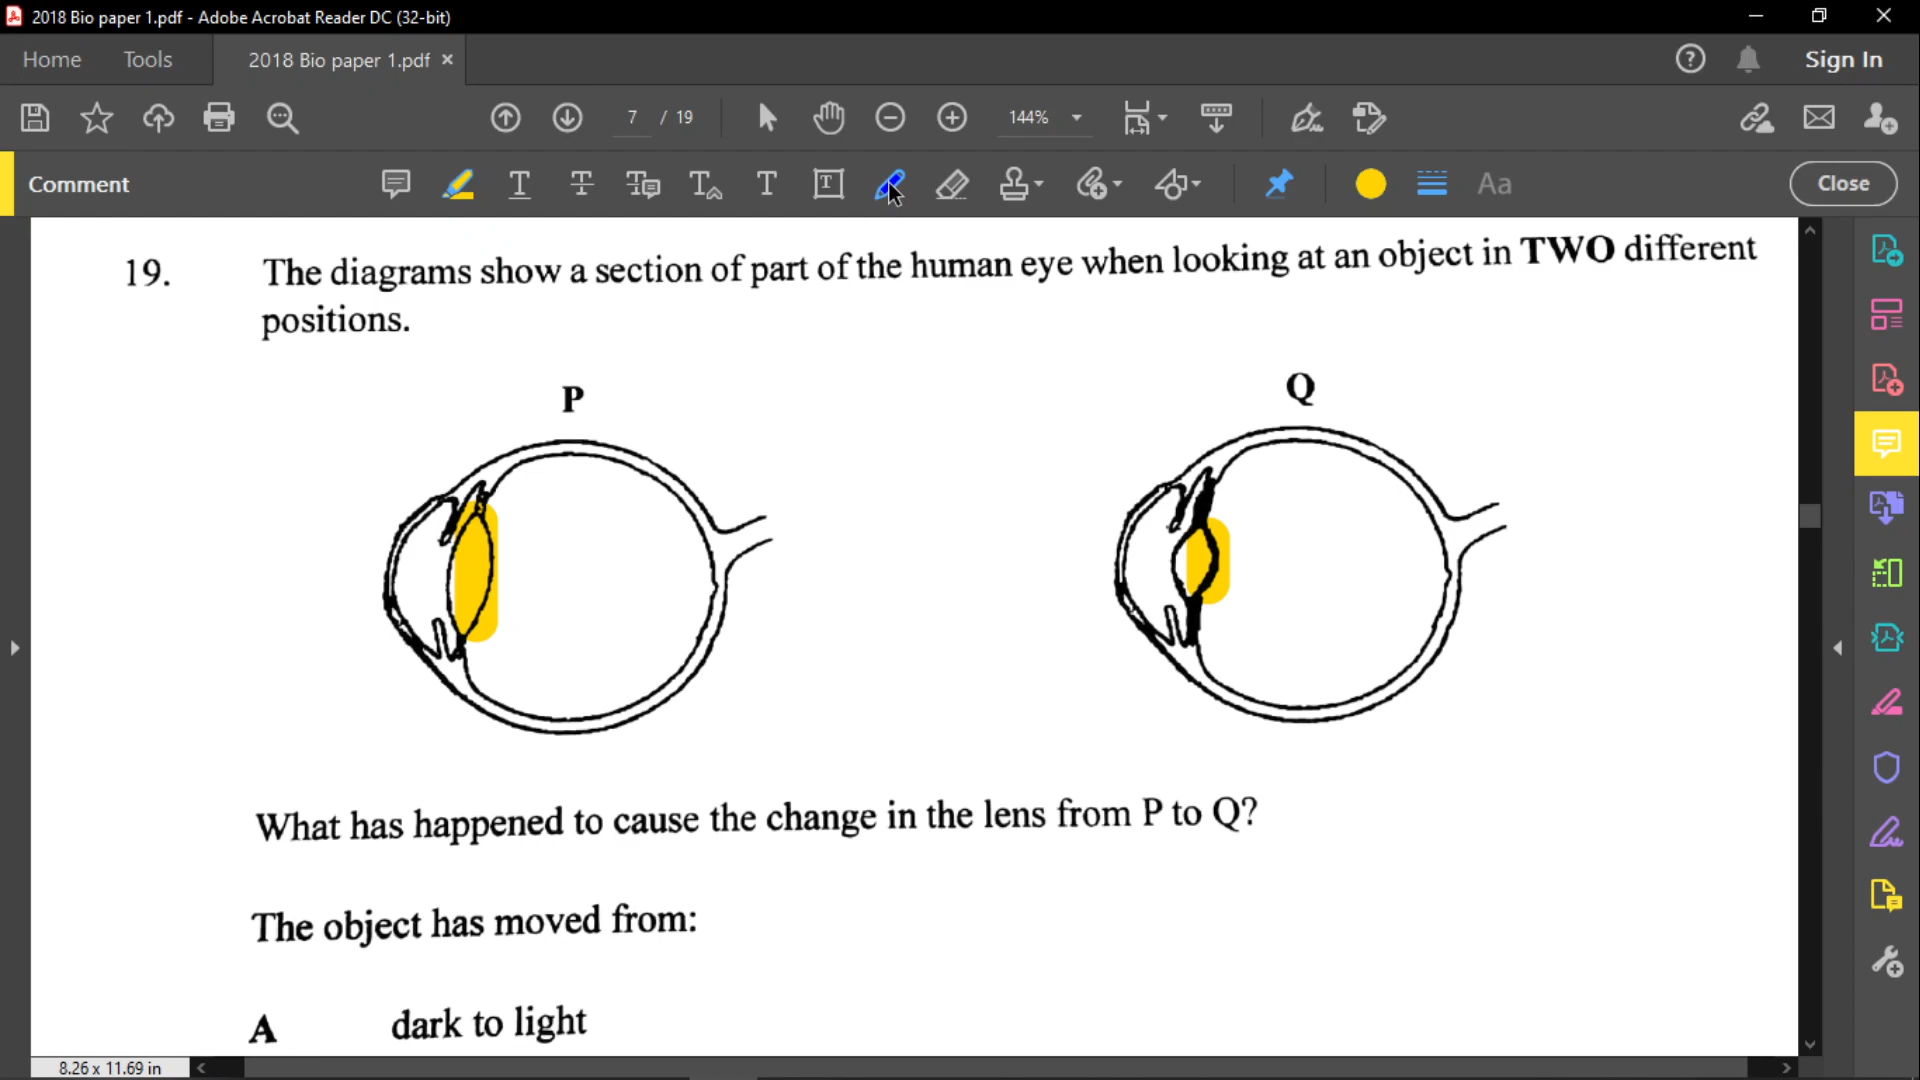 2018 Bio paper 1.pdf - Adobe Acrobat Reader DC (32-bit)
Home Tools 2018 Bio paper 1.pdf × Sign In
7 / 19 144%
Comment Aa Close
19. The diagrams show a section of part of the human eye when looking at an object in TWO different
positions.
P Q
What has happened to cause the change in the lens from P to Q?
The object has moved from:
A dark to light
8.26 x 11.69 in